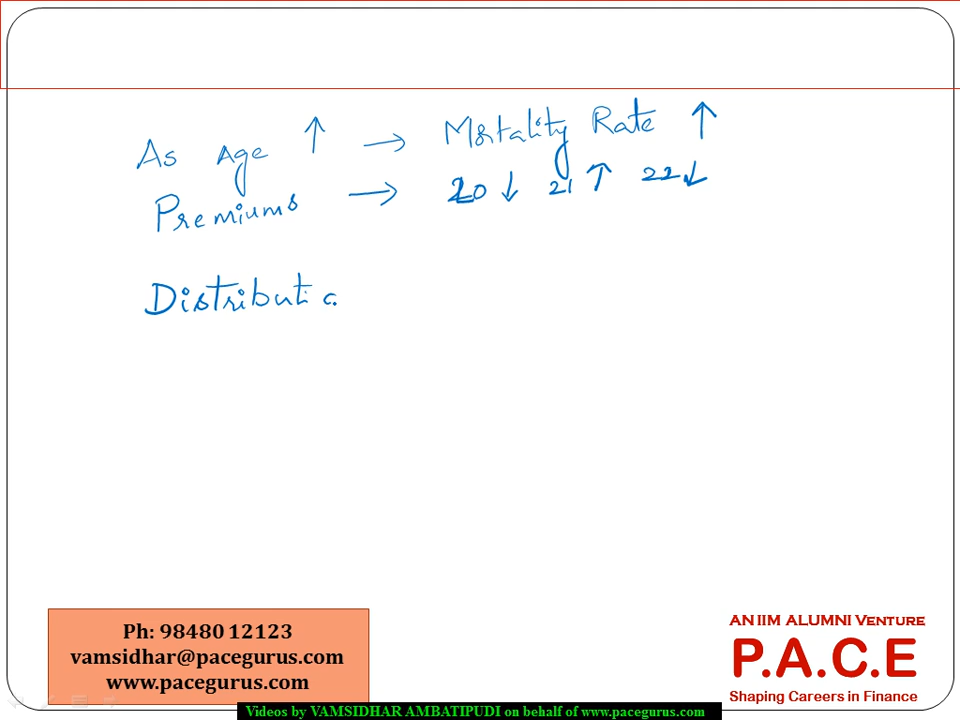 As Age ↑ → Mortality Rate ↑
Premiums → 20 ↓ 21 ↑ 22 ↓
Distributi
Ph: 98480 12123
vamsidhar@pacegurus.com
www.pacegurus.com
AN IIM ALUMNI VENTURE
P.A.C.E
Shaping Careers in Finance
Videos by VAMSIDHAR AMBATIPUDI on behalf of www.pacegurus.com